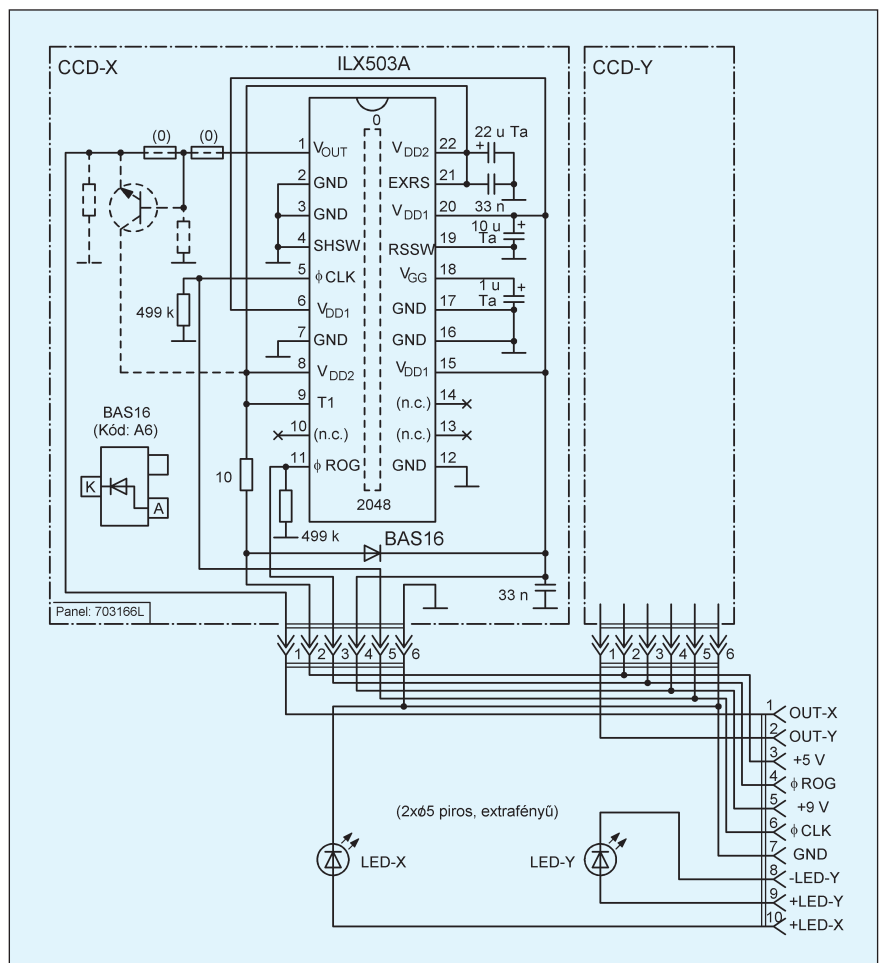 CCD-X
ILX503A
CCD-Y
0
(0)
(0)
1 VOUT
2 GND
3 GND
4 SHSW
5 ϕCLK
6 VDD1
7 GND
8 VDD2
9 T1
10 (n.c.)
11 ϕROG
VDD2 22
EXRS 21
VDD1 20
RSSW 19
VGG 18
GND 17
GND 16
VDD1 15
(n.c.) 14
(n.c.) 13
GND 12
2048
22 u Ta
+
33 n
10 u
Ta
+
1 u
Ta
+
499 k
BAS16
(Kód: A6)
K
A
10
499 k
BAS16
33 n
Panel: 703166L
1 2 3 4 5 6
1 2 3 4 5 6
1 OUT-X
2 OUT-Y
3 +5 V
4 ϕROG
5 +9 V
6 ϕCLK
7 GND
8 -LED-Y
9 +LED-Y
10 +LED-X
(2xø5 piros, extrafényű)
LED-X
LED-Y